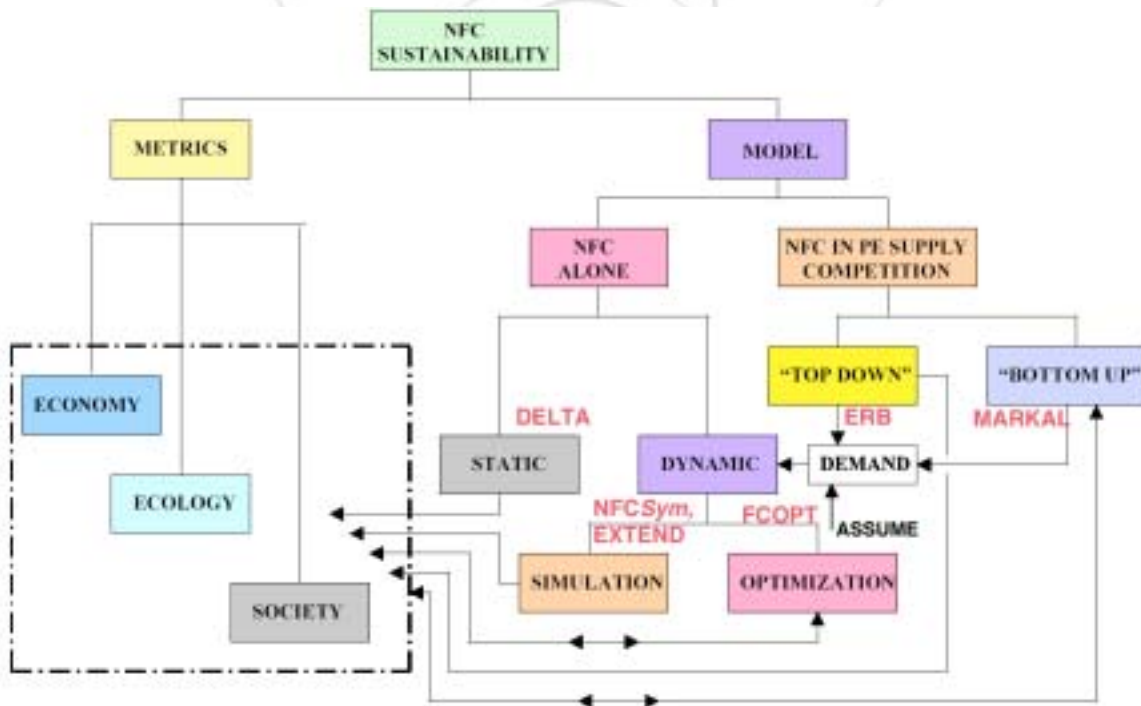 NFC
SUSTAINABILITY
METRICS
MODEL
NFC
ALONE
NFC IN PE SUPPLY
COMPETITION
"TOP DOWN"
"BOTTOM UP"
ECONOMY
DELTA
ERB
MARKAL
STATIC
DYNAMIC
DEMAND
ECOLOGY
NFCSym,
EXTEND
FCOPT
ASSUME
SIMULATION
OPTIMIZATION
SOCIETY